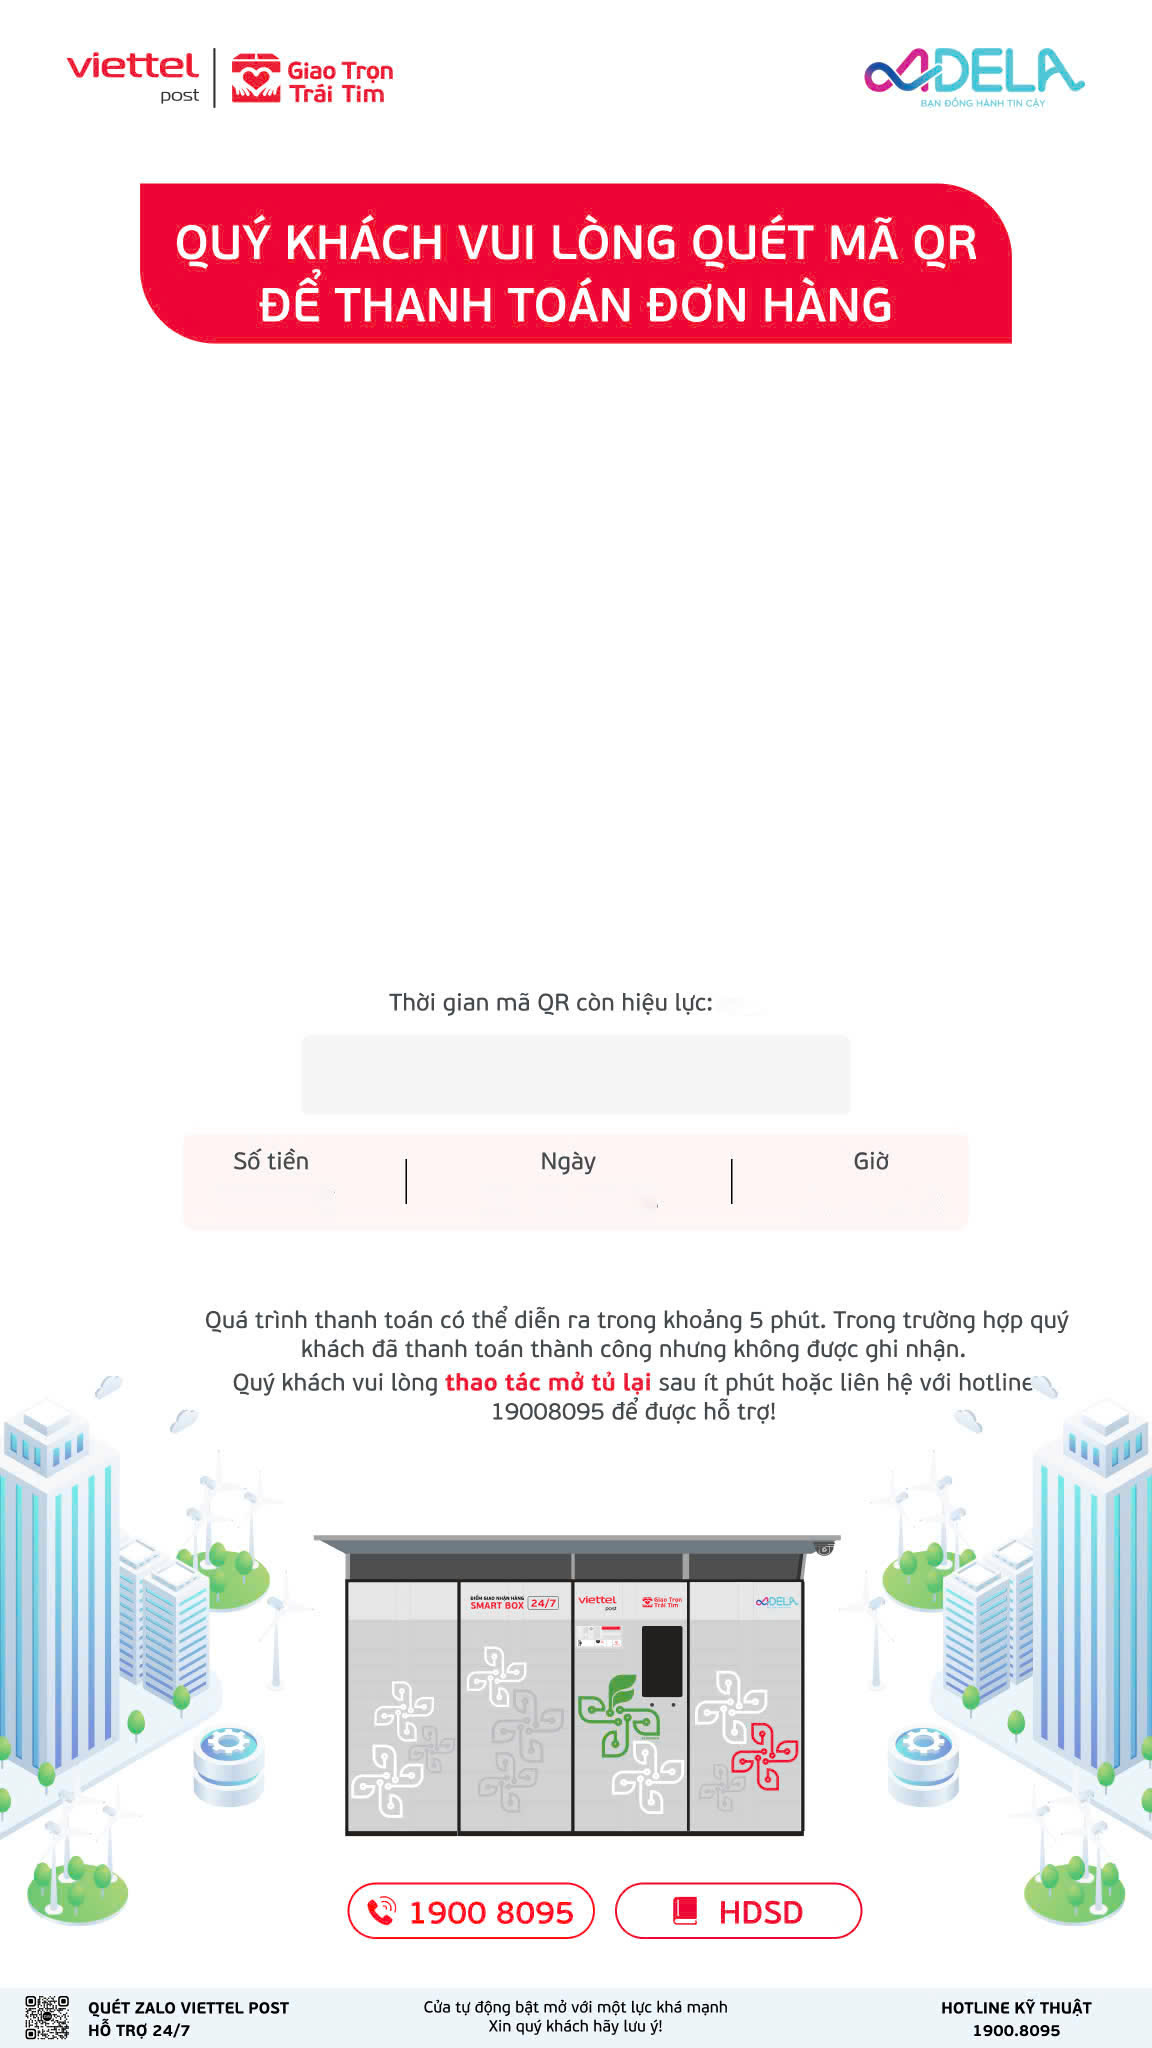 viettel
post
Giao Trọn
Trái Tim
ADELA
BẠN ĐỒNG HÀNH TIN CẬY
QUÝ KHÁCH VUI LÒNG QUÉT MÃ QR
ĐỂ THANH TOÁN ĐƠN HÀNG
Thời gian mã QR còn hiệu lực:
Số tiền
Ngày
Giờ
Quá trình thanh toán có thể diễn ra trong khoảng 5 phút. Trong trường hợp quý
khách đã thanh toán thành công nhưng không được ghi nhận.
Quý khách vui lòng thao tác mở tủ lại sau ít phút hoặc liên hệ với hotline
19008095 để được hỗ trợ!
ĐIỂM GIAO NHẬN HÀNG
SMART BOX 24/7
viettel
post
Giao Trọn
Trái Tim
ADELA
1900 8095
HDSD
QUÉT ZALO VIETTEL POST
HỖ TRỢ 24/7
Cửa tự động bật mở với một lực khá mạnh
Xin quý khách hãy lưu ý!
HOTLINE KỸ THUẬT
1900.8095